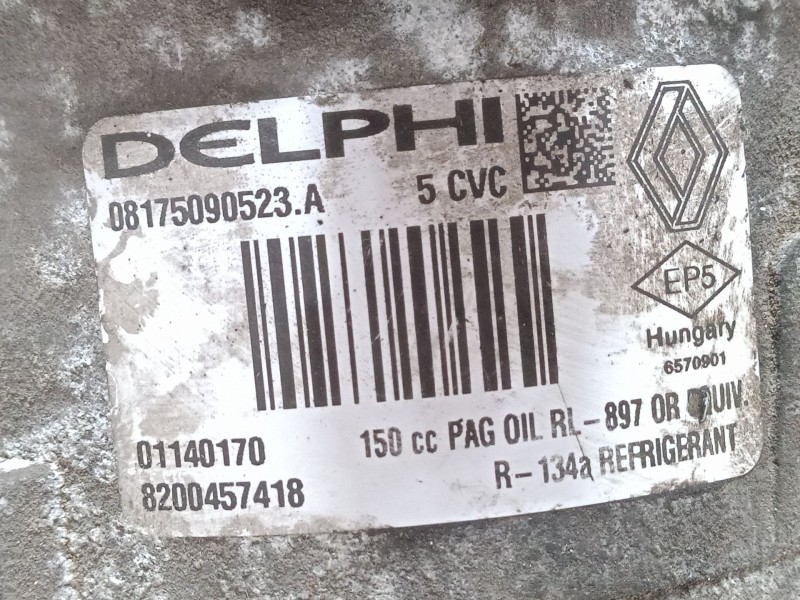 DELPHI
08175090523.A 5 CVC
EP5
Hungary
6570901
01140170
8200457418
150 cc PAG OIL RL-897 OR
R-134a REFRIGERANT